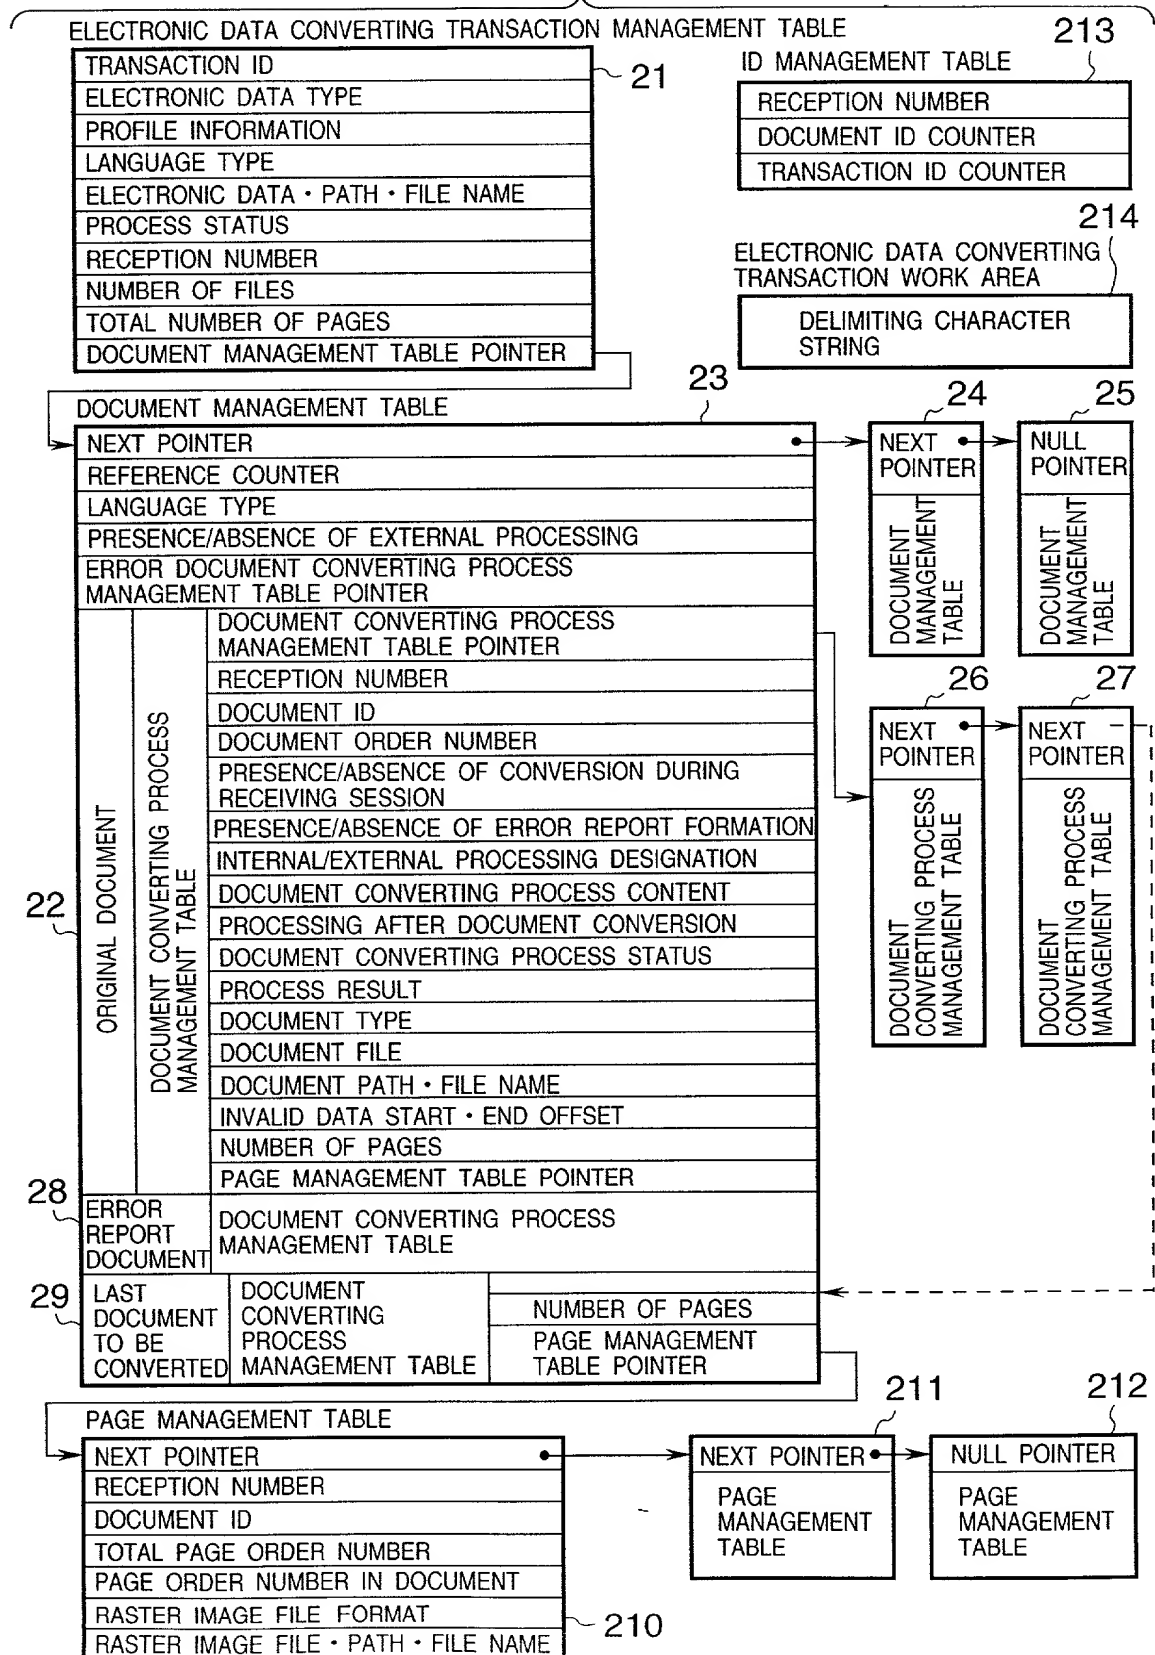 ELECTRONIC DATA CONVERTING TRANSACTION MANAGEMENT TABLE
TRANSACTION ID
21
ELECTRONIC DATA TYPE
PROFILE INFORMATION
LANGUAGE TYPE
ELECTRONIC DATA・PATH・FILE NAME
PROCESS STATUS
RECEPTION NUMBER
NUMBER OF FILES
TOTAL NUMBER OF PAGES
DOCUMENT MANAGEMENT TABLE POINTER
213
ID MANAGEMENT TABLE
RECEPTION NUMBER
DOCUMENT ID COUNTER
TRANSACTION ID COUNTER
214
ELECTRONIC DATA CONVERTING
TRANSACTION WORK AREA
DELIMITING CHARACTER
STRING
DOCUMENT MANAGEMENT TABLE
23
NEXT POINTER
REFERENCE COUNTER
LANGUAGE TYPE
PRESENCE/ABSENCE OF EXTERNAL PROCESSING
ERROR DOCUMENT CONVERTING PROCESS
MANAGEMENT TABLE POINTER
22
ORIGINAL DOCUMENT
DOCUMENT CONVERTING PROCESS
MANAGEMENT TABLE
DOCUMENT CONVERTING PROCESS
MANAGEMENT TABLE POINTER
RECEPTION NUMBER
DOCUMENT ID
DOCUMENT ORDER NUMBER
PRESENCE/ABSENCE OF CONVERSION DURING
RECEIVING SESSION
PRESENCE/ABSENCE OF ERROR REPORT FORMATION
INTERNAL/EXTERNAL PROCESSING DESIGNATION
DOCUMENT CONVERTING PROCESS CONTENT
PROCESSING AFTER DOCUMENT CONVERSION
DOCUMENT CONVERTING PROCESS STATUS
PROCESS RESULT
DOCUMENT TYPE
DOCUMENT FILE
DOCUMENT PATH・FILE NAME
INVALID DATA START・END OFFSET
NUMBER OF PAGES
PAGE MANAGEMENT TABLE POINTER
28
ERROR
REPORT
DOCUMENT
DOCUMENT CONVERTING PROCESS
MANAGEMENT TABLE
29
LAST
DOCUMENT
TO BE
CONVERTED
DOCUMENT
CONVERTING
PROCESS
MANAGEMENT TABLE
NUMBER OF PAGES
PAGE MANAGEMENT
TABLE POINTER
24
NEXT
POINTER
DOCUMENT
MANAGEMENT
TABLE
25
NULL
POINTER
DOCUMENT
MANAGEMENT
TABLE
26
NEXT
POINTER
DOCUMENT
CONVERTING PROCESS
MANAGEMENT TABLE
27
NEXT
POINTER
DOCUMENT
CONVERTING PROCESS
MANAGEMENT TABLE
PAGE MANAGEMENT TABLE
NEXT POINTER
RECEPTION NUMBER
DOCUMENT ID
TOTAL PAGE ORDER NUMBER
PAGE ORDER NUMBER IN DOCUMENT
RASTER IMAGE FILE FORMAT
RASTER IMAGE FILE・PATH・FILE NAME
210
211
NEXT POINTER
PAGE
MANAGEMENT
TABLE
212
NULL POINTER
PAGE
MANAGEMENT
TABLE